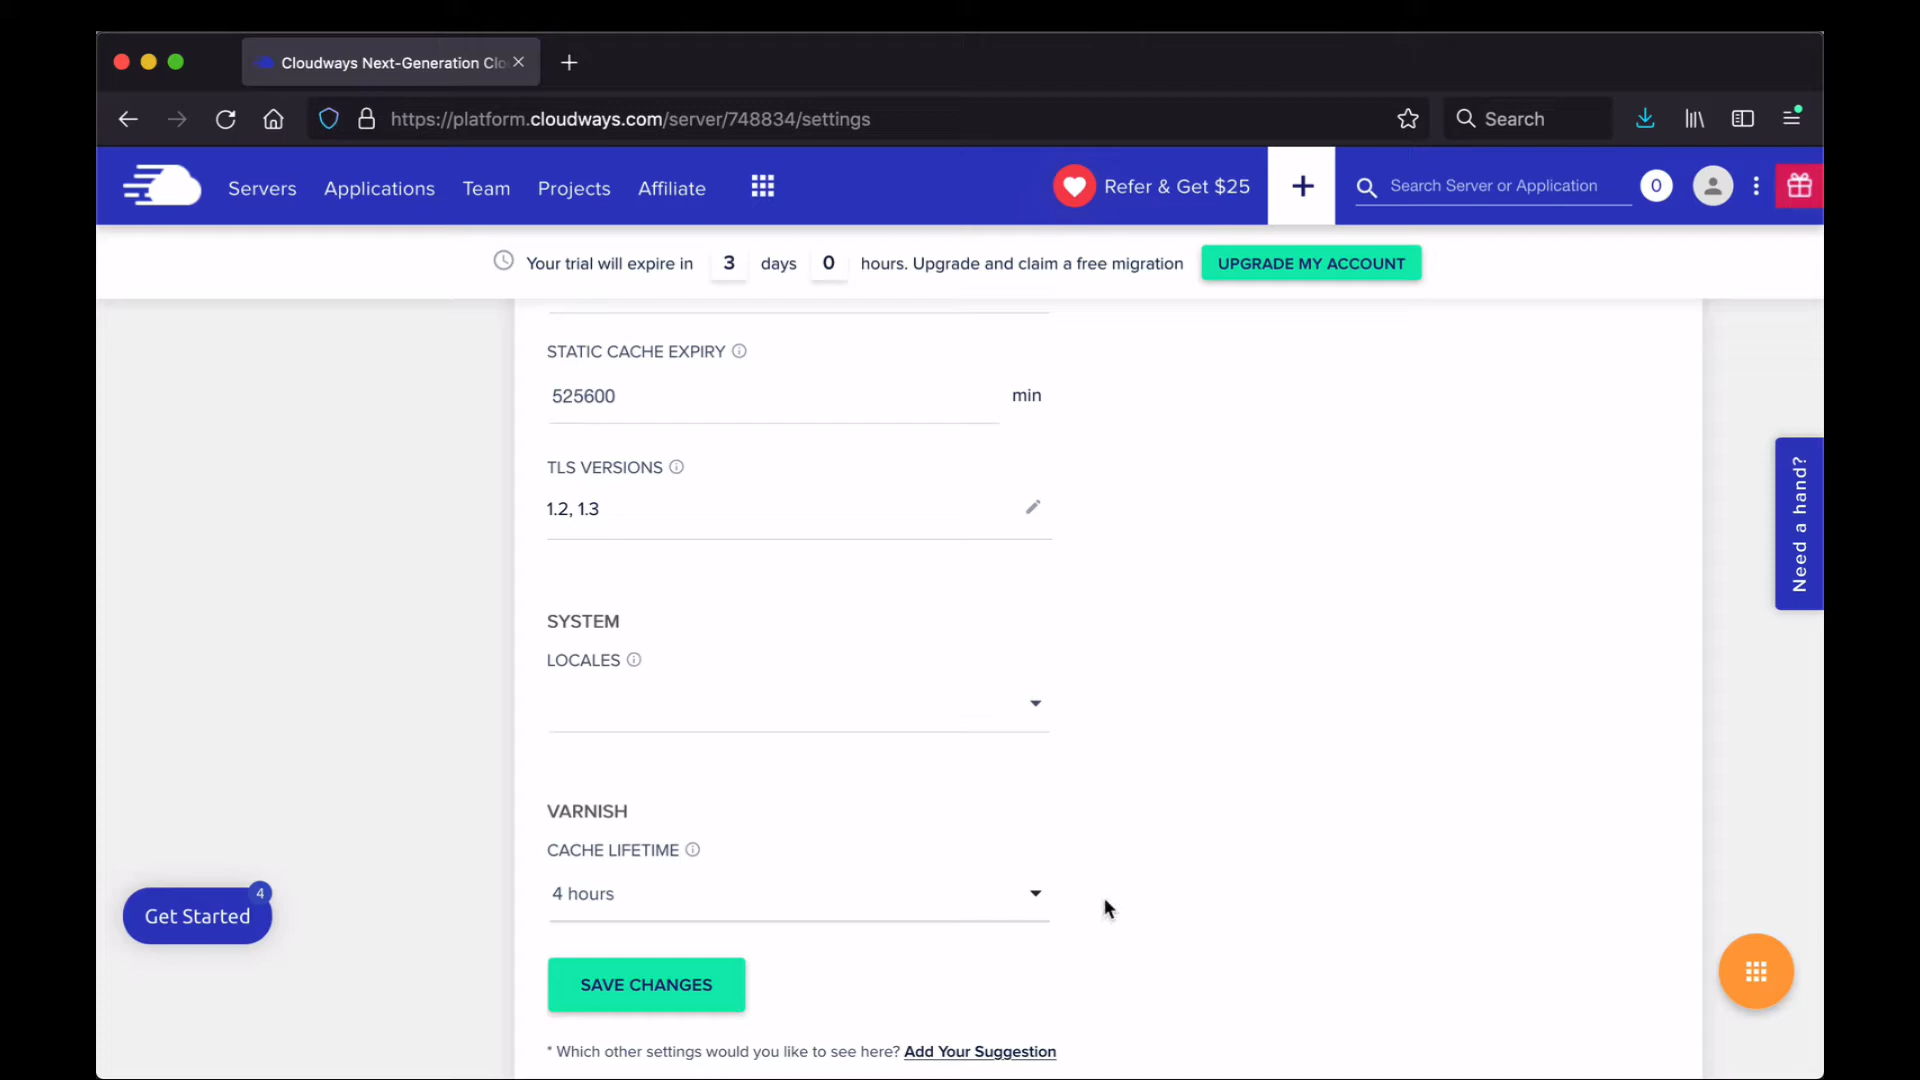 Cloudways Next-Generation Clo
https://platform.cloudways.com/server/748834/settings
Search
Servers
Applications
Team
Projects
Affiliate
Refer & Get $25
+
Search Server or Application
0
Your trial will expire in 3 days 0 hours. Upgrade and claim a free migration
UPGRADE MY ACCOUNT
STATIC CACHE EXPIRY
525600
min
TLS VERSIONS
1.2, 1.3
SYSTEM
LOCALES
VARNISH
CACHE LIFETIME
4 hours
SAVE CHANGES
* Which other settings would you like to see here? Add Your Suggestion
Need a hand?
Get Started
4